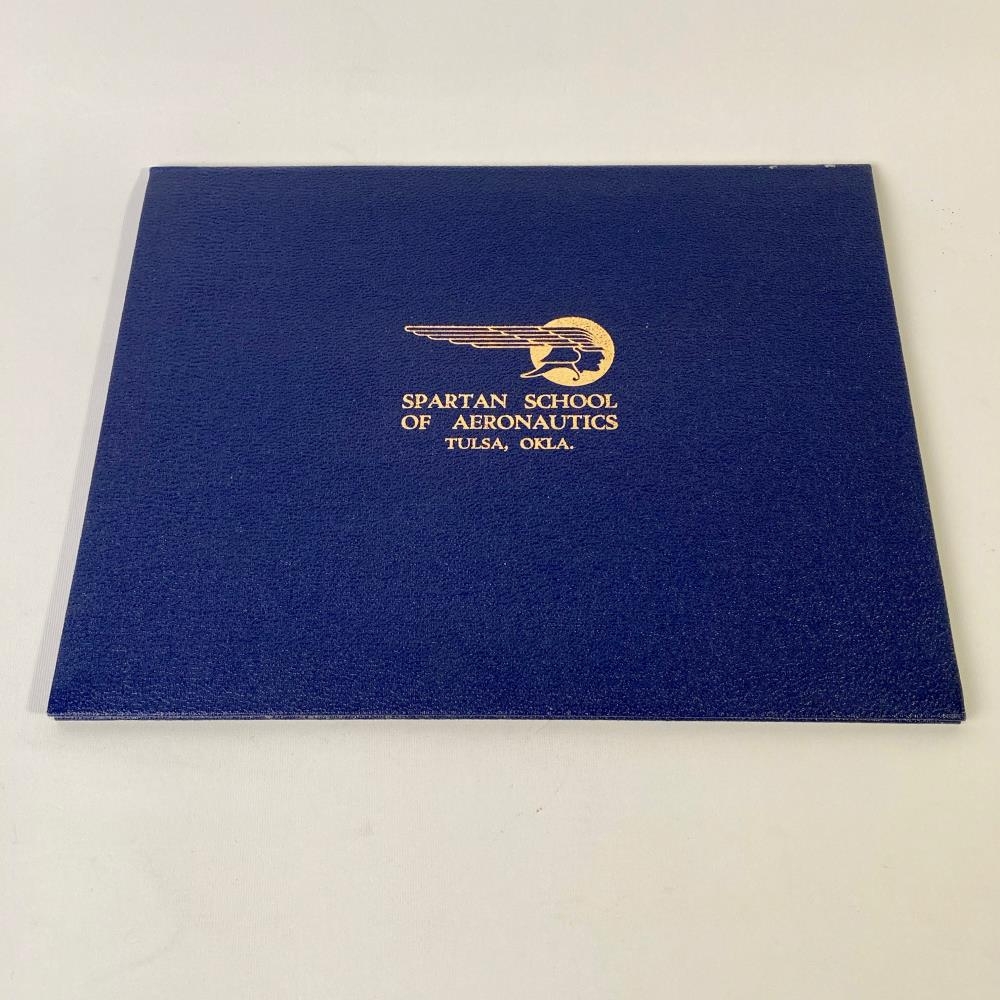 SPARTAN SCHOOL
OF AERONAUTICS
TULSA, OKLA.